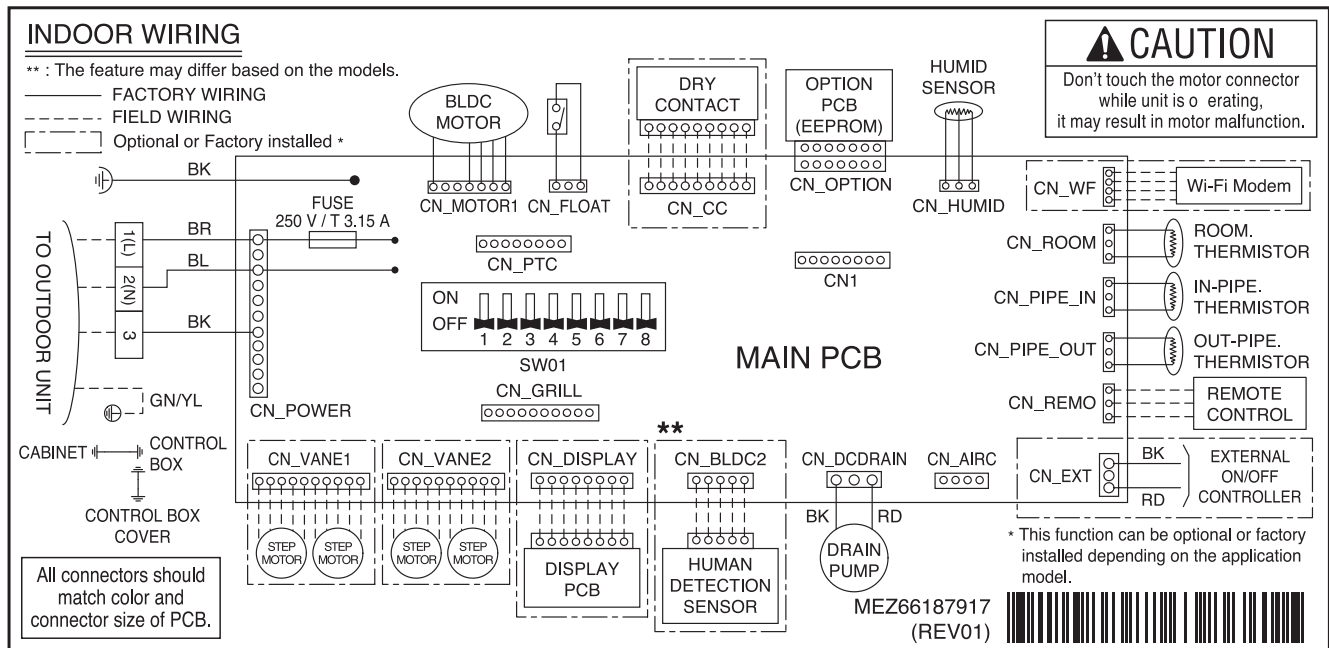 INDOOR WIRING
** : The feature may differ based on the models.
FACTORY WIRING
FIELD WIRING
Optional or Factory installed *
CAUTION
Don't touch the motor connector
while unit is o erating,
it may result in motor malfunction.
BLDC
MOTOR
CN_MOTOR1
CN_FLOAT
DRY
CONTACT
CN_CC
OPTION
PCB
(EEPROM)
CN_OPTION
HUMID
SENSOR
CN_HUMID
CN_WF
Wi-Fi Modem
BK
FUSE
250 V / T 3.15 A
TO OUTDOOR UNIT
1(L)
BR
2(N)
BL
3
BK
GN/YL
CN_POWER
CN_PTC
CN1
ON
OFF
1 2 3 4 5 6 7 8
SW01
MAIN PCB
CN_GRILL
CN_ROOM
ROOM.
THERMISTOR
CN_PIPE_IN
IN-PIPE.
THERMISTOR
CN_PIPE_OUT
OUT-PIPE.
THERMISTOR
CN_REMO
REMOTE
CONTROL
CABINET
CONTROL
BOX
CONTROL BOX
COVER
CN_VANE1
STEP
MOTOR
STEP
MOTOR
CN_VANE2
STEP
MOTOR
STEP
MOTOR
CN_DISPLAY
DISPLAY
PCB
**
CN_BLDC2
HUMAN
DETECTION
SENSOR
CN_DCDRAIN
BK
RD
DRAIN
PUMP
CN_AIRC
CN_EXT
BK
RD
EXTERNAL
ON/OFF
CONTROLLER
* This function can be optional or factory
installed depending on the application
model.
All connectors should
match color and
connector size of PCB.
MEZ66187917
(REV01)